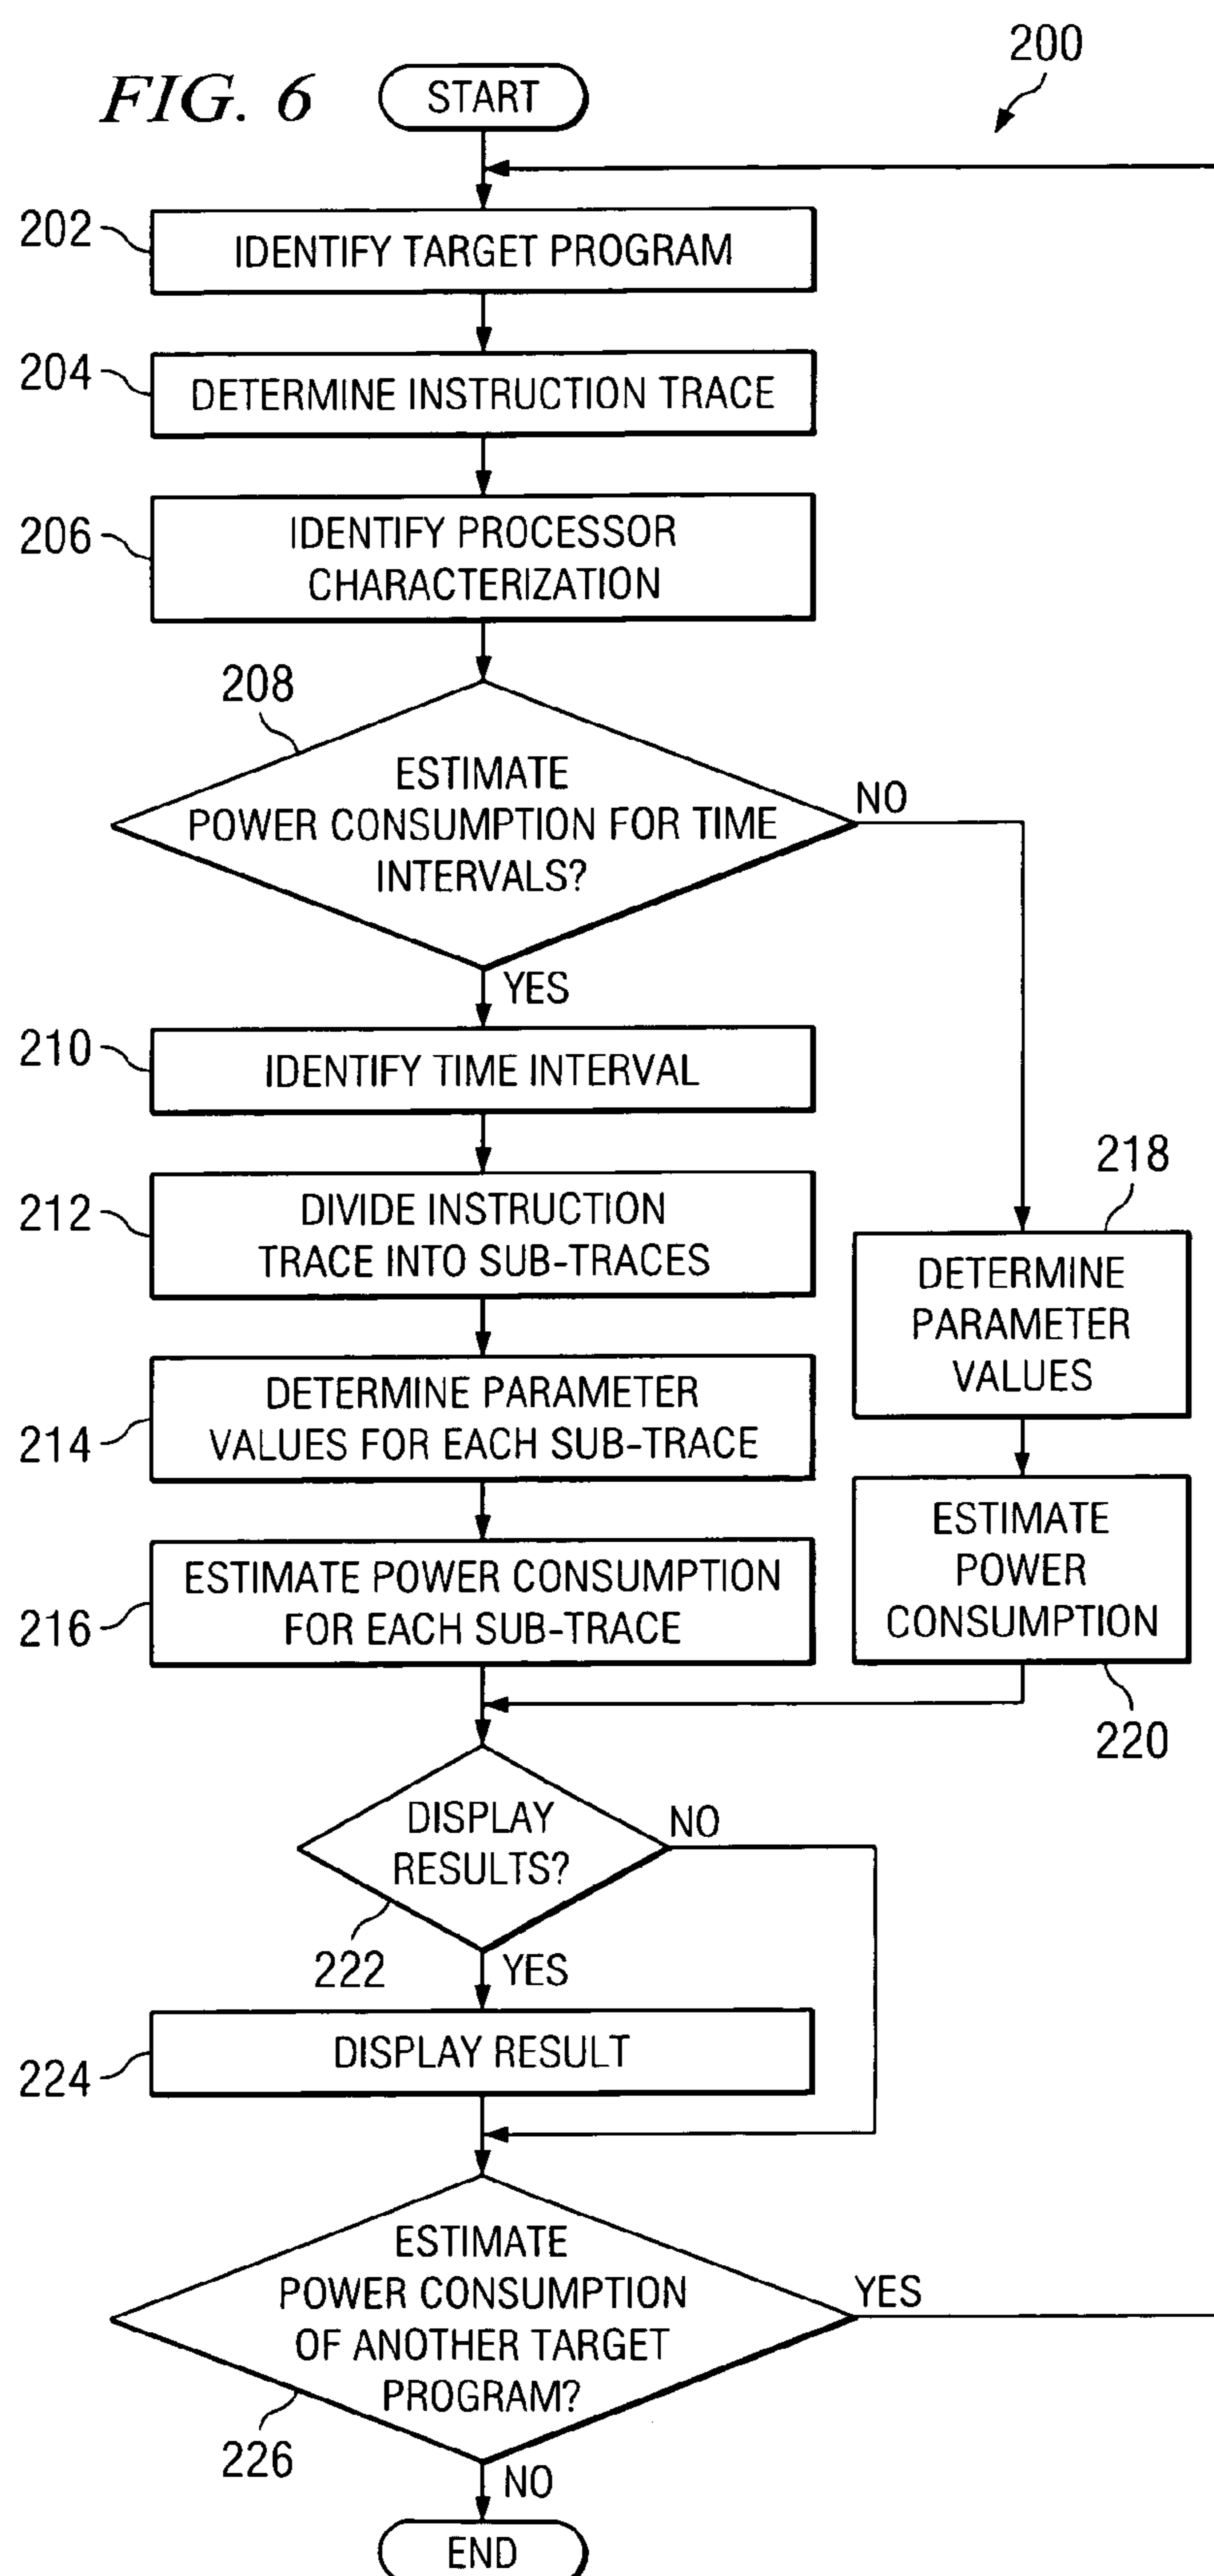 FIG. 6
200
START
202
IDENTIFY TARGET PROGRAM
204
DETERMINE INSTRUCTION TRACE
206
IDENTIFY PROCESSOR
CHARACTERIZATION
208
ESTIMATE
POWER CONSUMPTION FOR TIME
INTERVALS?
NO
YES
210
IDENTIFY TIME INTERVAL
212
DIVIDE INSTRUCTION
TRACE INTO SUB-TRACES
214
DETERMINE PARAMETER
VALUES FOR EACH SUB-TRACE
216
ESTIMATE POWER CONSUMPTION
FOR EACH SUB-TRACE
218
DETERMINE
PARAMETER
VALUES
ESTIMATE
POWER
CONSUMPTION
220
DISPLAY
RESULTS?
NO
222
YES
224
DISPLAY RESULT
ESTIMATE
POWER CONSUMPTION
OF ANOTHER TARGET
PROGRAM?
YES
226
NO
END